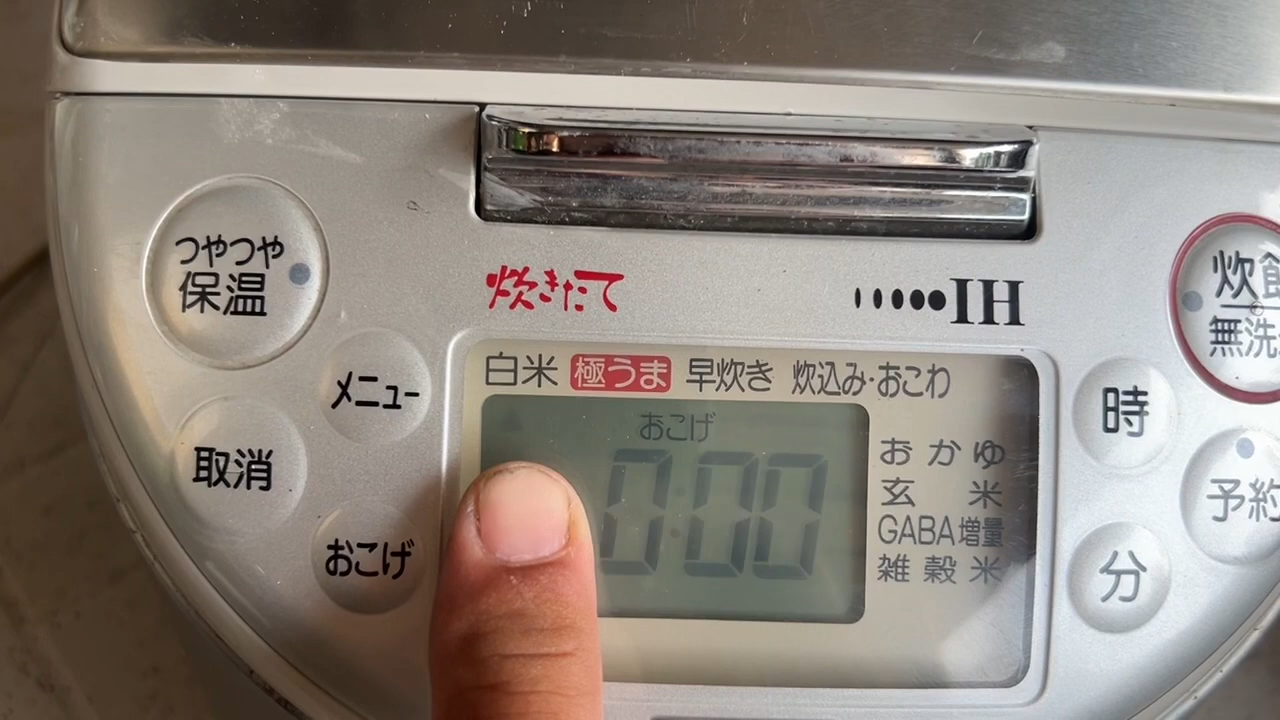 つやつや
保温
メニュー
取消
おこげ
炊きたて
IH
白米 極うま 早炊き 炊込み·おこわ
おこげ
0:00
おかゆ
玄米
GABA増量
雑穀米
炊飯
無洗
時
予約
分